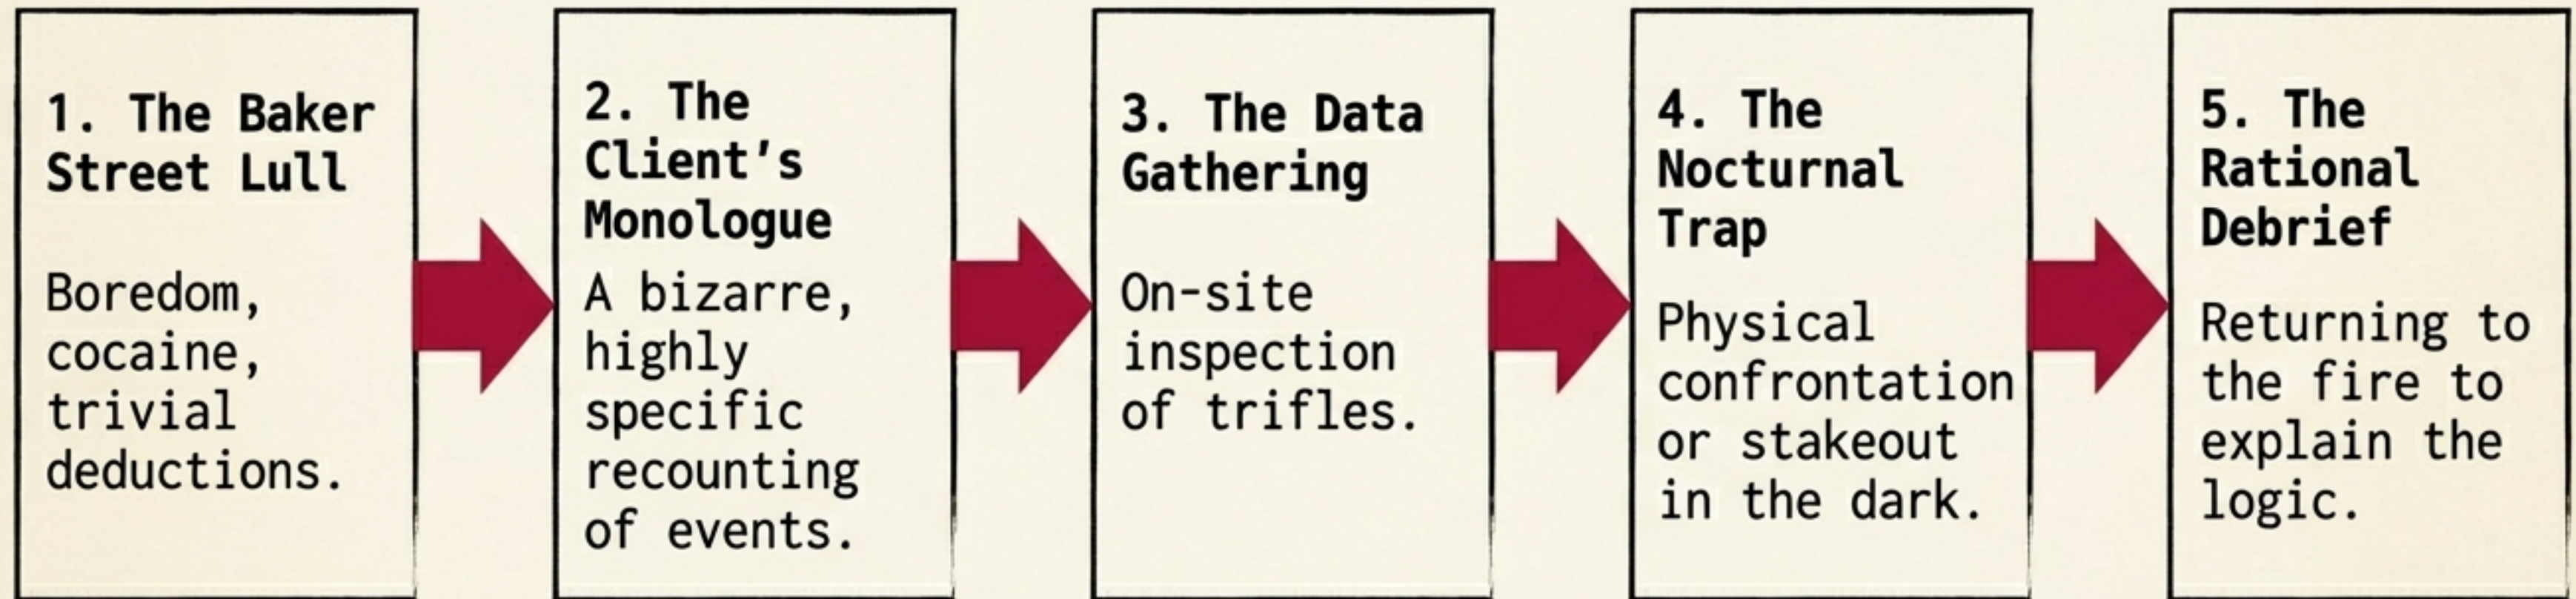 1. The Baker
Street Lull
Boredom,
cocaine,
trivial
deductions.
2. The
Client's
Monologue
A bizarre,
highly
specific
recounting
of events.
3. The Data
Gathering
On-site
inspection
of trifles.
4. The
Nocturnal
Trap
Physical
confrontation
or stakeout
in the dark.
5. The
Rational
Debrief
Returning to
the fire to
explain the
logic.